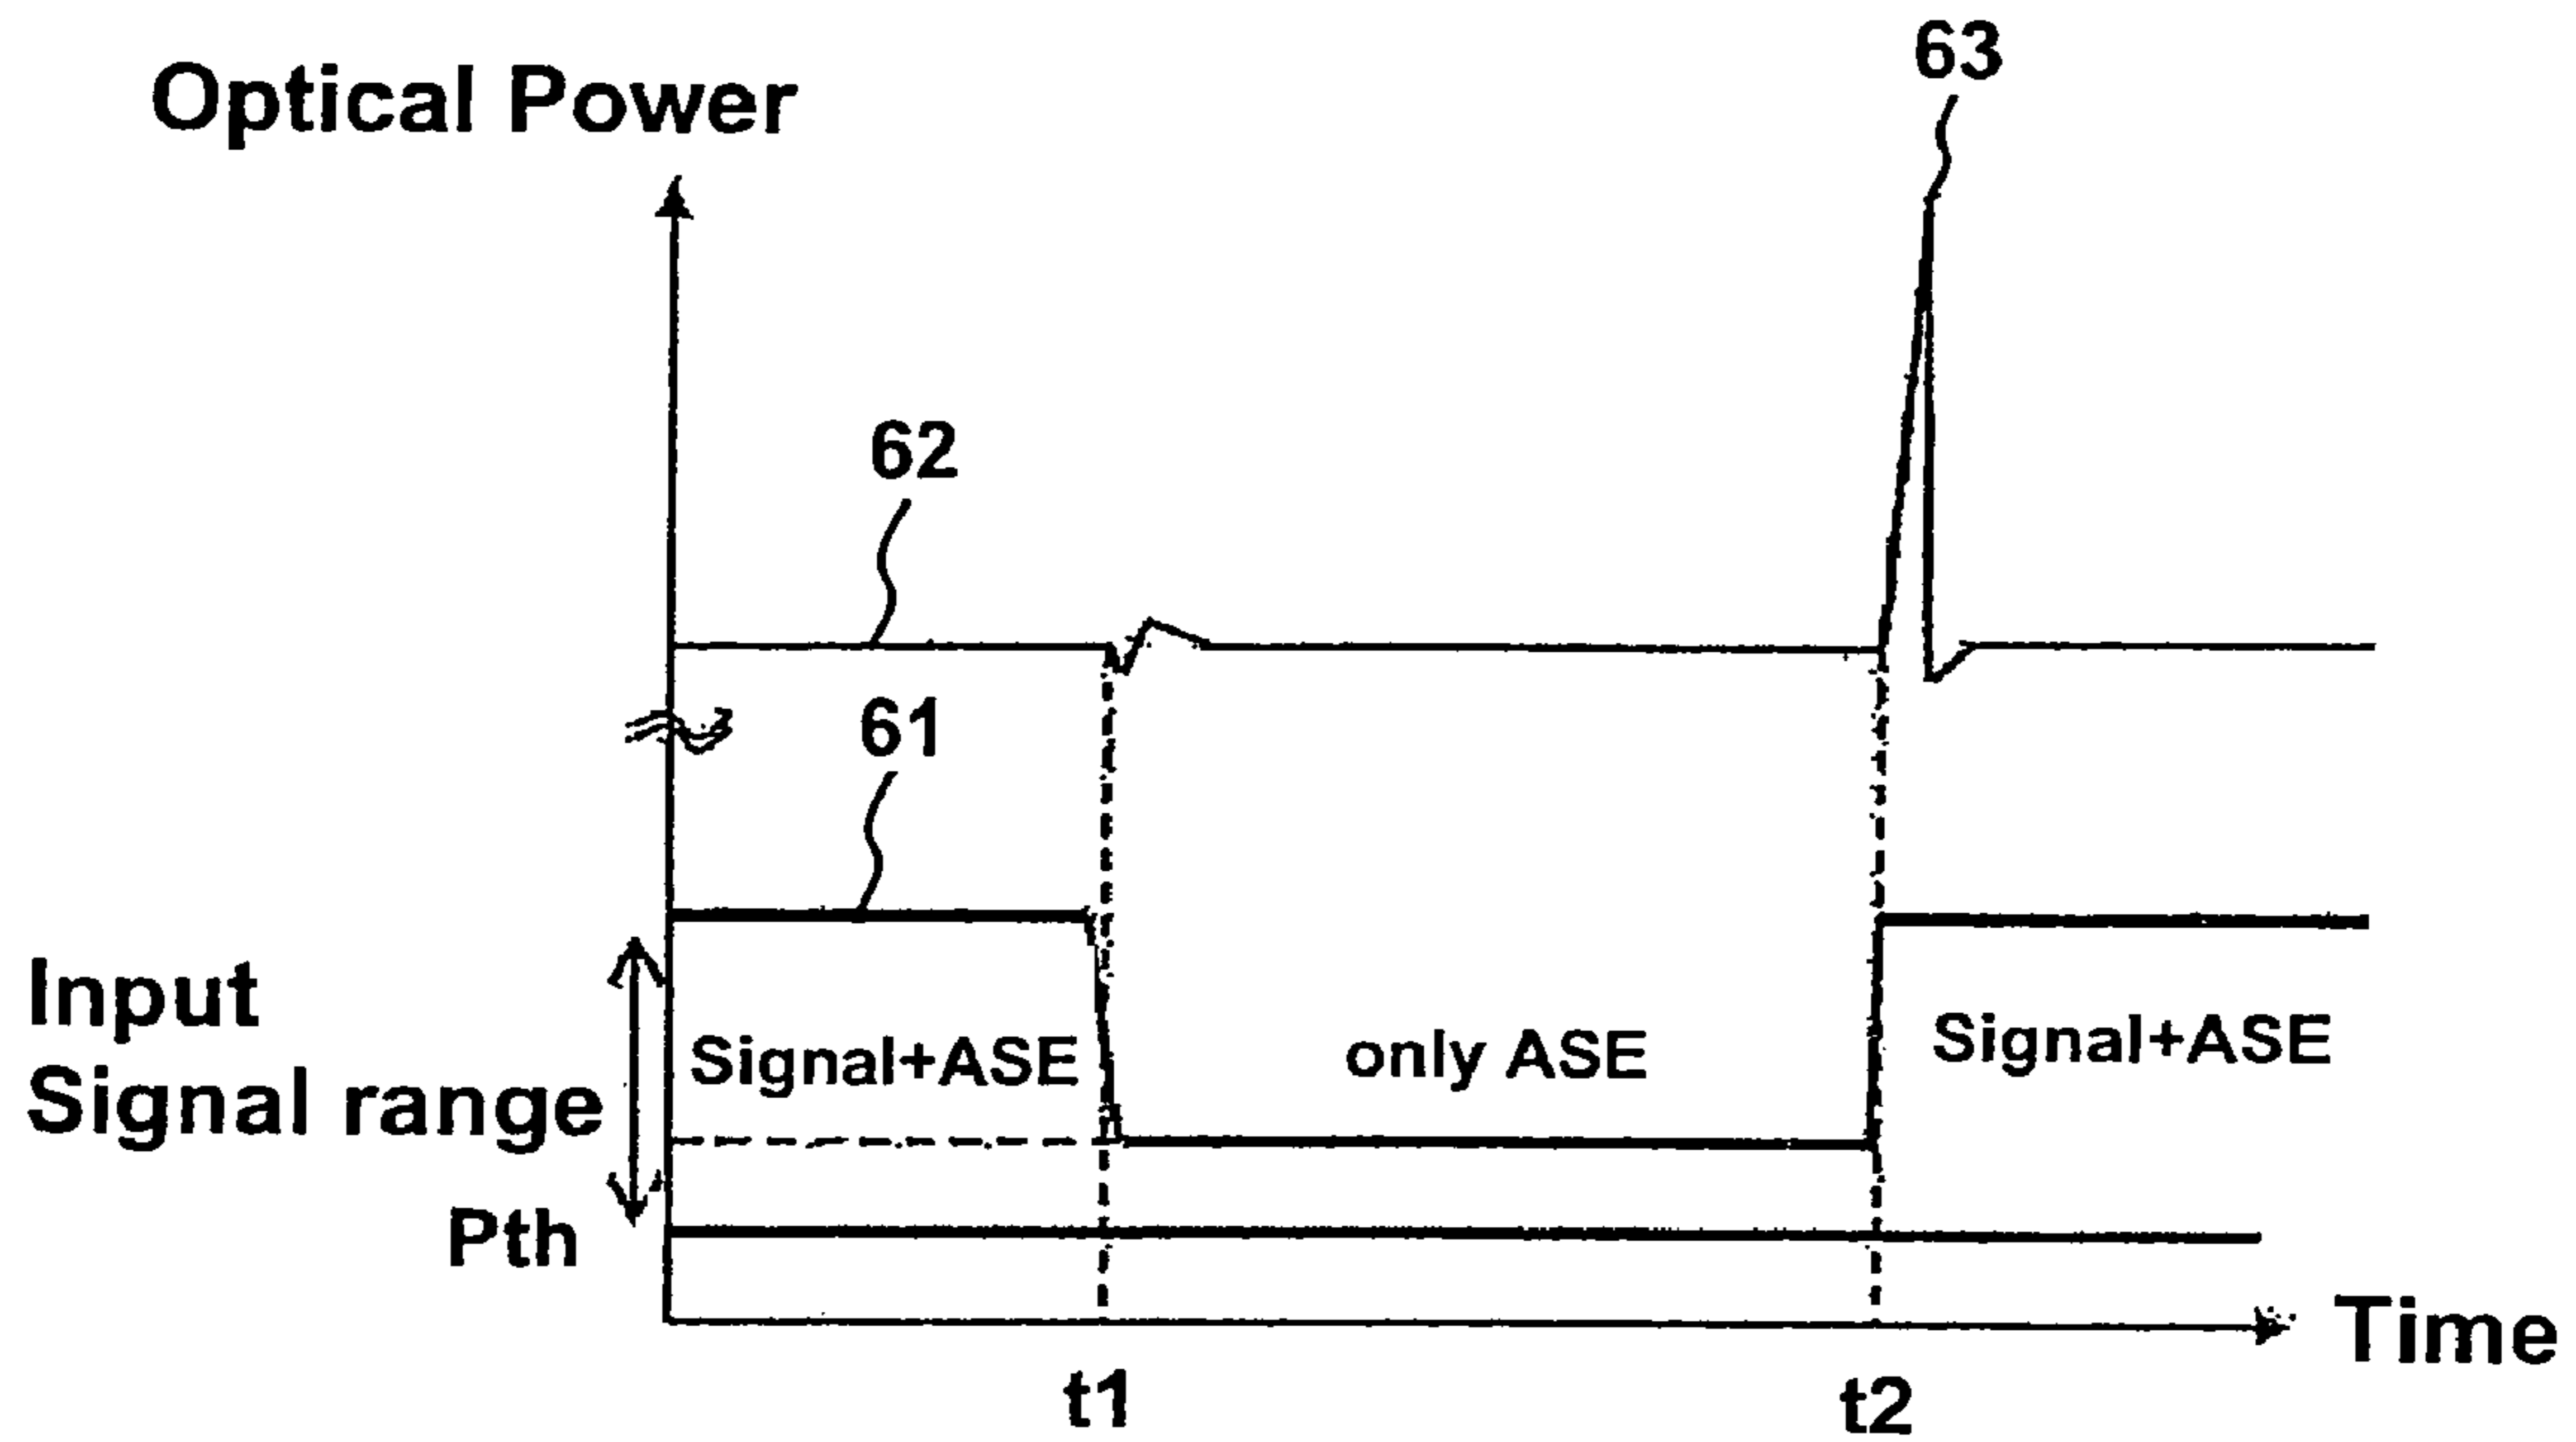 63
Optical Power
62
61
Input
Signal range
Signal+ASE
only ASE
Signal+ASE
Pth
Time
t1
t2